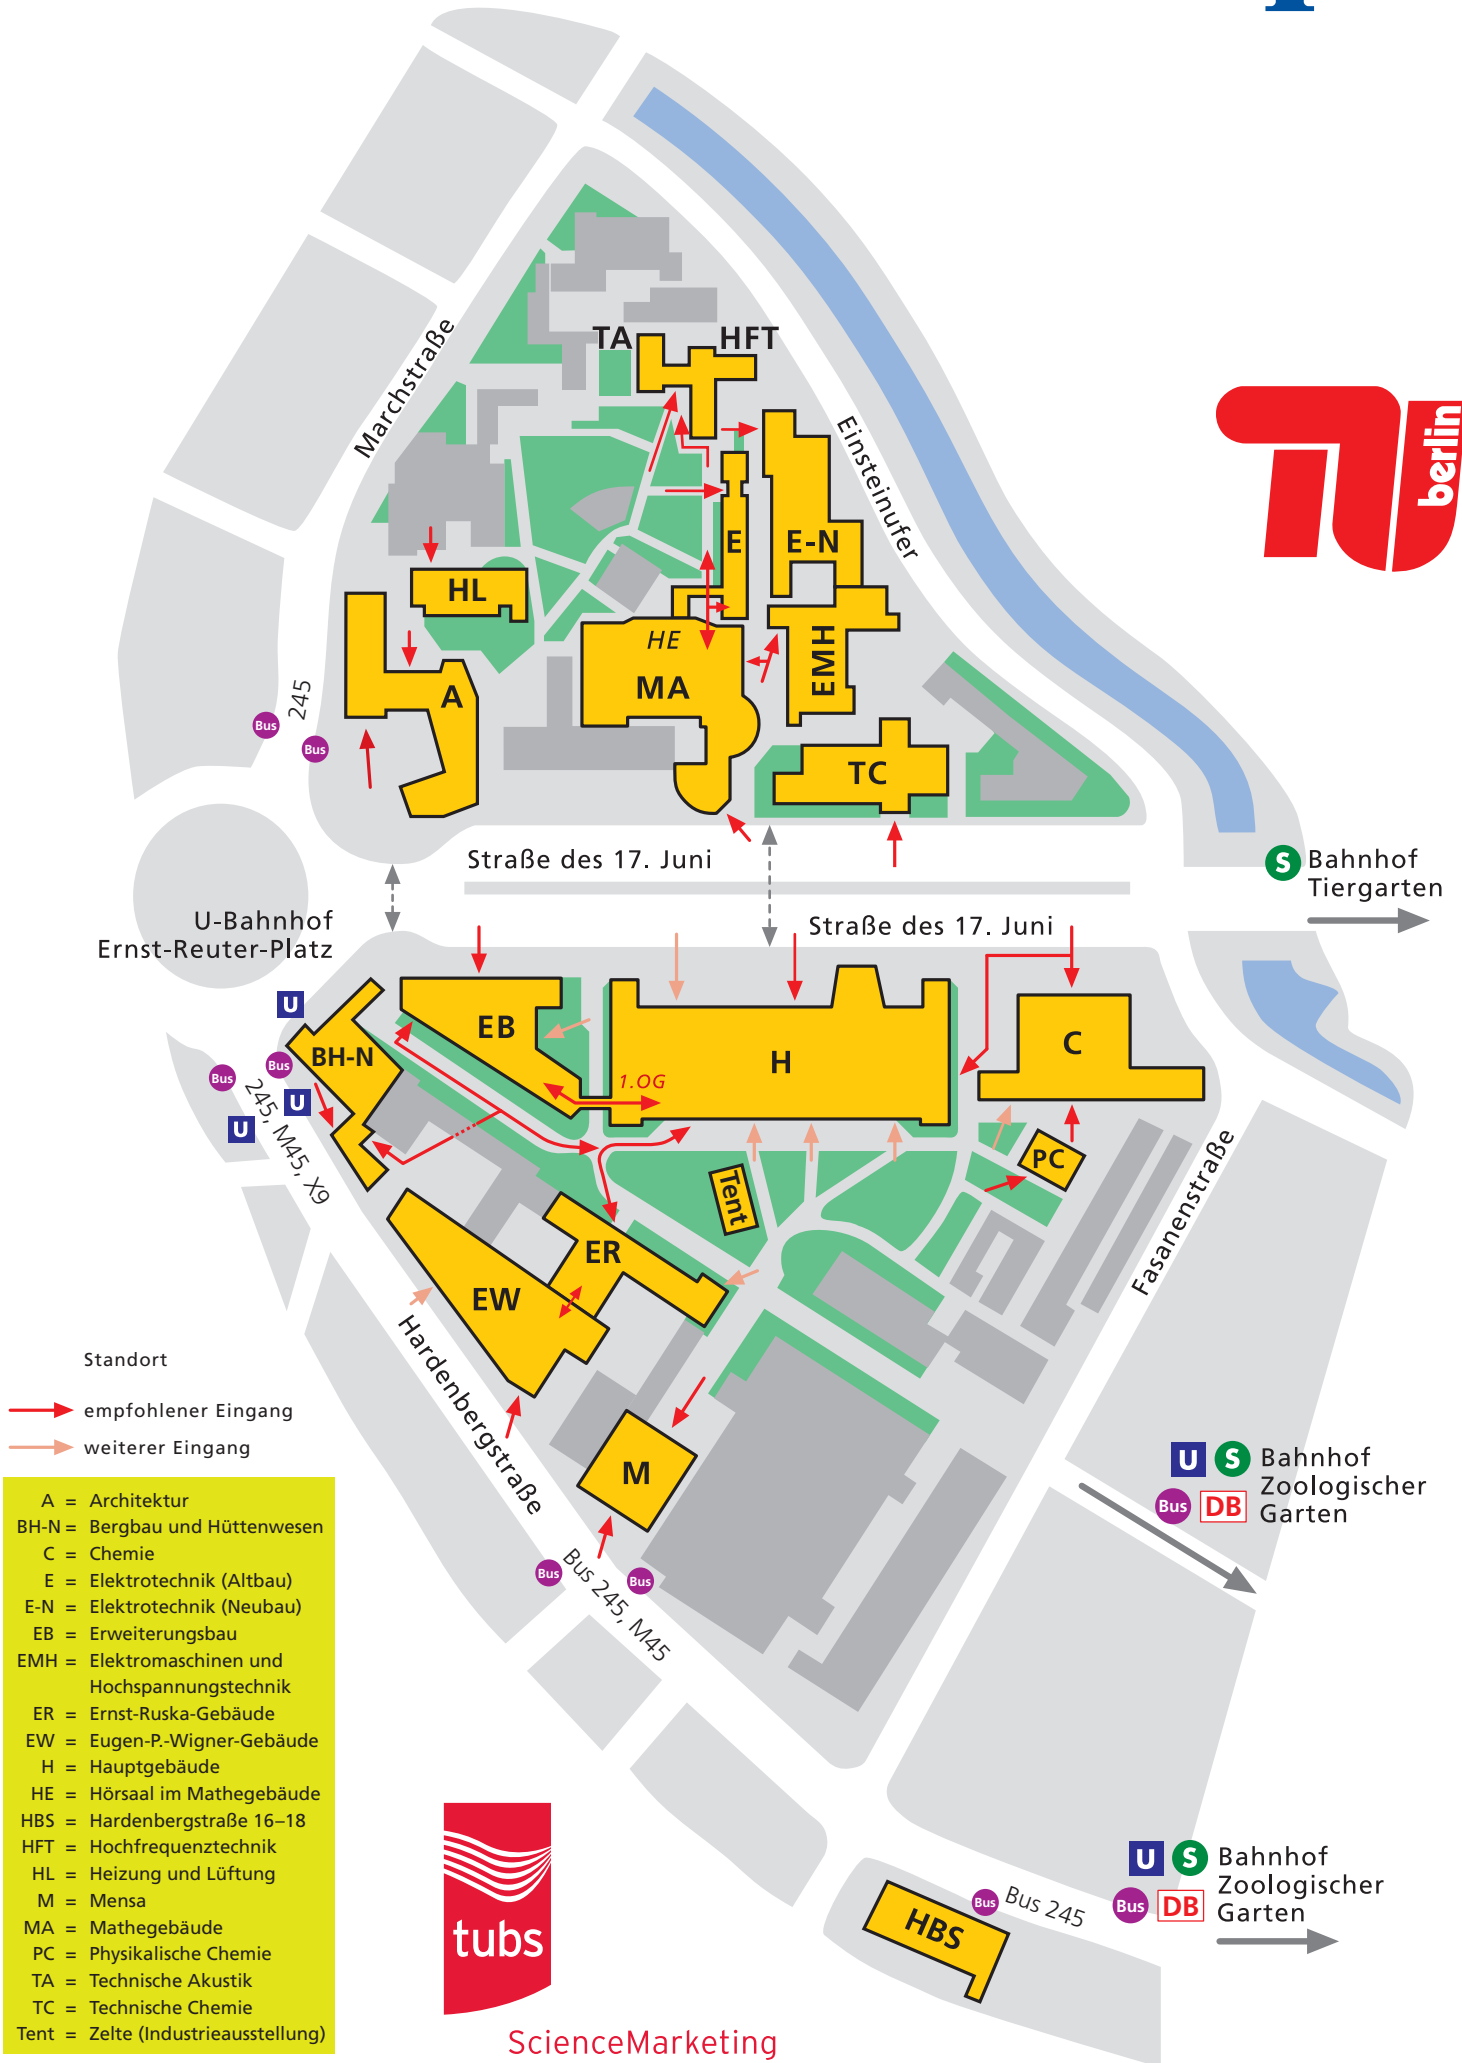 TA
HFT
Marchstraße
Einsteinufer
berlin
E
E-N
HL
HE
MA
EMH
A
245
Bus
Bus
TC
Straße des 17. Juni
S Bahnhof
Tiergarten
U-Bahnhof
Ernst-Reuter-Platz
Straße des 17. Juni
U
EB
BH-N
H
C
1.OG
Bus
Bus
U
U
245, M45, X9
PC
Tent
Fasanenstraße
ER
EW
Hardenbergstraße
Standort
empfohlener Eingang
weiterer Eingang
M
U S Bahnhof
Zoologischer
Bus DB Garten
Bus
Bus
Bus 245, M45
A = Architektur
BH-N = Bergbau und Hüttenwesen
C = Chemie
E = Elektrotechnik (Altbau)
E-N = Elektrotechnik (Neubau)
EB = Erweiterungsbau
EMH = Elektromaschinen und
Hochspannungstechnik
ER = Ernst-Ruska-Gebäude
EW = Eugen-P.-Wigner-Gebäude
H = Hauptgebäude
HE = Hörsaal im Mathegebäude
HBS = Hardenbergstraße 16–18
HFT = Hochfrequenztechnik
HL = Heizung und Lüftung
M = Mensa
MA = Mathegebäude
PC = Physikalische Chemie
TA = Technische Akustik
TC = Technische Chemie
Tent = Zelte (Industrieausstellung)
U S Bahnhof
Zoologischer
Bus DB Garten
Bus
Bus 245
HBS
tubs
ScienceMarketing